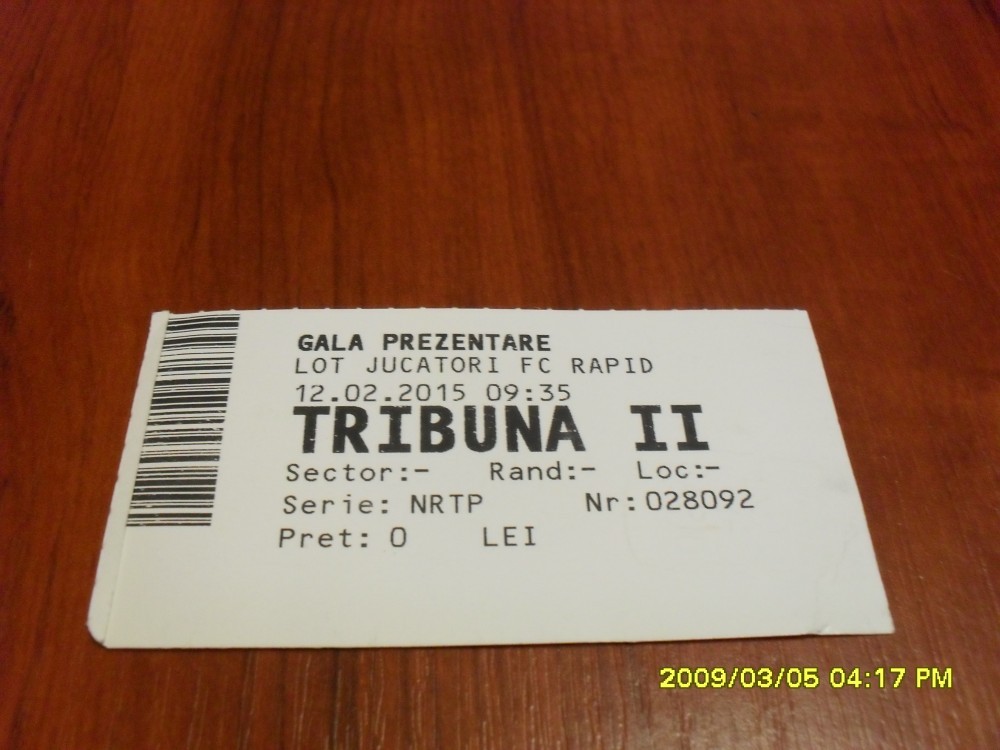 GALA PREZENTARE
LOT JUCATORI FC RAPID
12.02.2015 09:35
TRIBUNA II
Sector:- Rand:- Loc:-
Serie: NRTP Nr:028092
Pret: 0 LEI
2009/03/05 04:17 PM